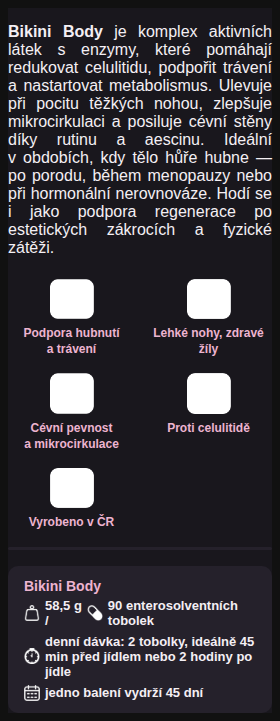 Bikini Body je komplex aktivních
látek s enzymy, které pomáhají
redukovat celulitidu, podpořit trávení
a nastartovat metabolismus. Ulevuje
při pocitu těžkých nohou, zlepšuje
mikrocirkulaci a posiluje cévní stěny
díky rutinu a aescinu. Ideální
v obdobích, kdy tělo hůře hubne —
po porodu, během menopauzy nebo
při hormonální nerovnováze. Hodí se
i jako podpora regenerace po
estetických zákrocích a fyzické
zátěži.
Podpora hubnutí
a trávení
Lehké nohy, zdravé
žíly
Cévní pevnost
a mikrocirkulace
Proti celulitidě
Vyrobeno v ČR
Bikini Body
58,5 g
/
90 enterosolventních
tobolek
denní dávka: 2 tobolky, ideálně 45
min před jídlem nebo 2 hodiny po
jídle
jedno balení vydrží 45 dní